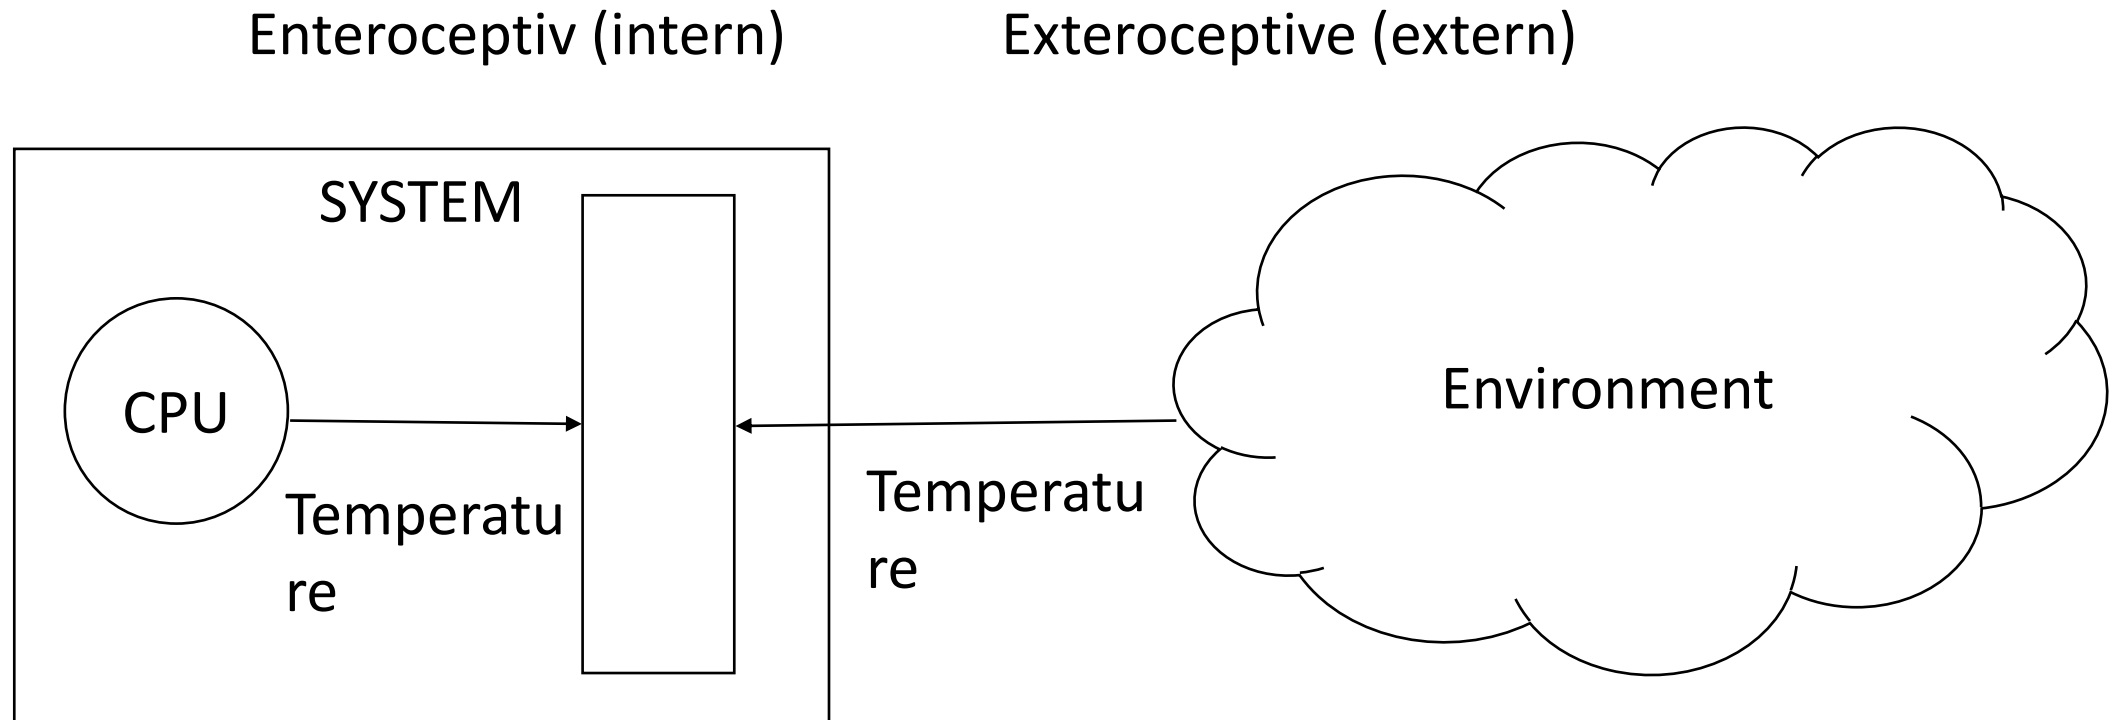 Enteroceptiv (intern)
Exteroceptive (extern)
SYSTEM
CPU
Temperatu
re
Temperatu
re
Environment